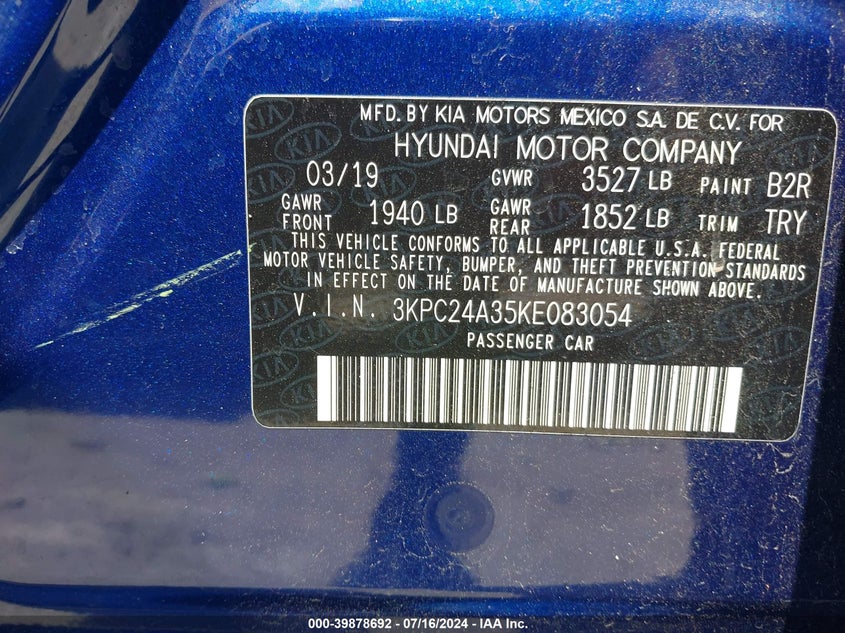 MFD. BY KIA MOTORS MEXICO S.A. DE C.V. FOR
HYUNDAI MOTOR COMPANY
03/19 GVWR 3527 LB PAINT B2R
GAWR FRONT 1940 LB GAWR REAR 1852 LB TRIM TRY
THIS VEHICLE CONFORMS TO ALL APPLICABLE U.S.A. FEDERAL
MOTOR VEHICLE SAFETY, BUMPER, AND THEFT PREVENTION STANDARDS
IN EFFECT ON THE DATE OF MANUFACTURE SHOWN ABOVE.
V.I.N. 3KPC24A35KE083054
PASSENGER CAR
000-39878692 - 07/16/2024 - IAA Inc.